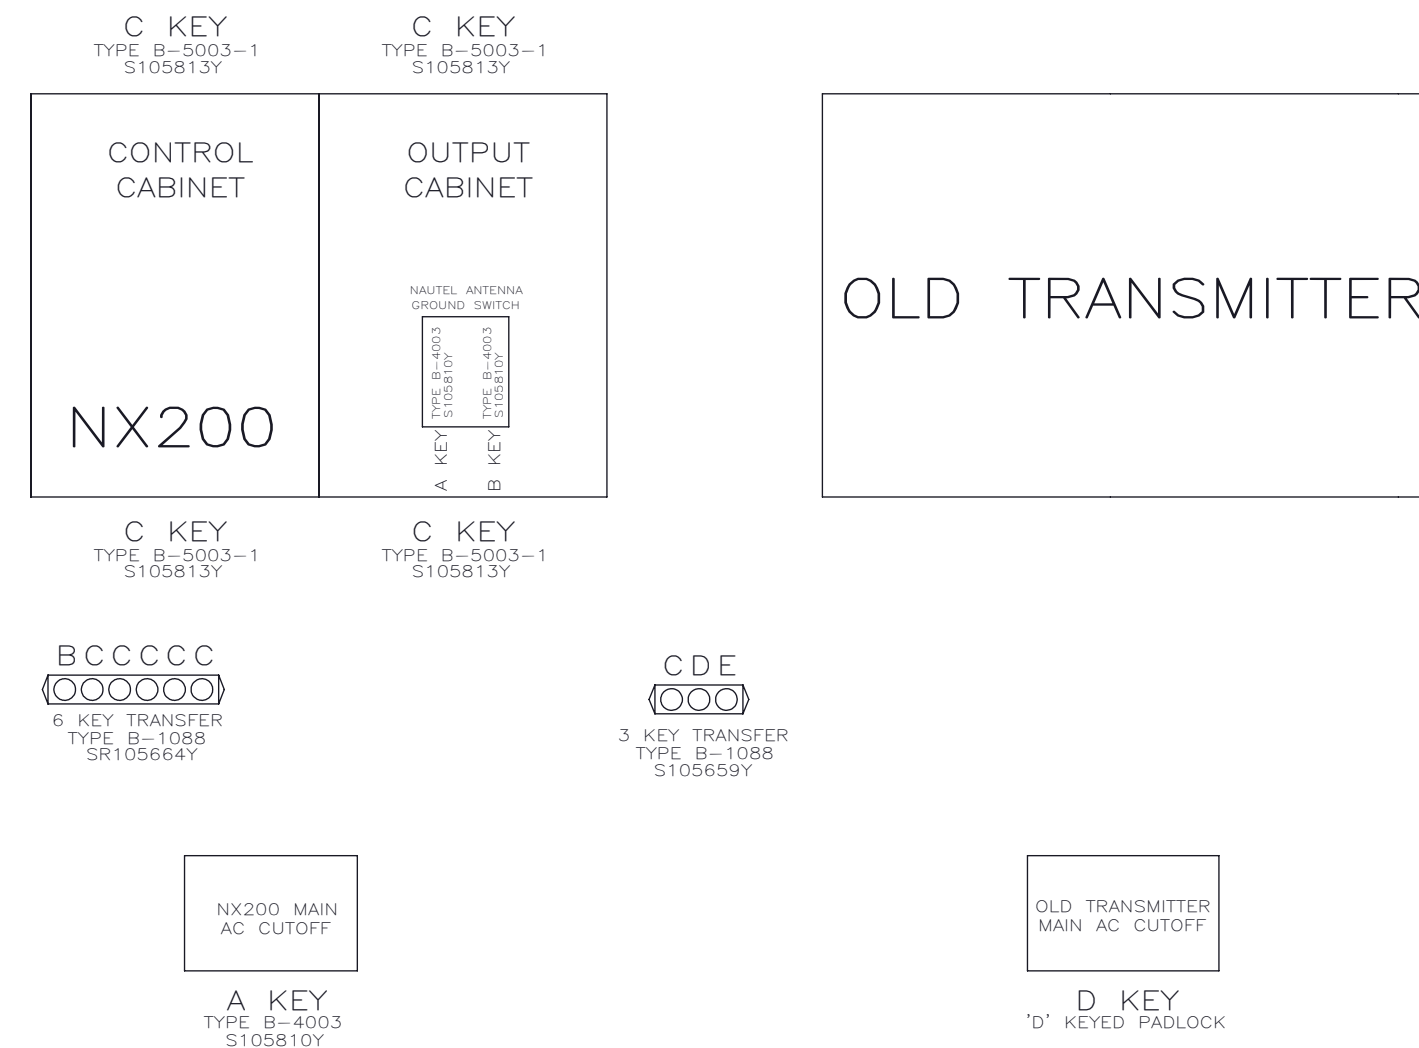 C KEY
TYPE B-5003-1
S105813Y
C KEY
TYPE B-5003-1
S105813Y
CONTROL
CABINET
NX200
OUTPUT
CABINET
NAUTEL ANTENNA
GROUND SWITCH
TYPE B-4003
S105810Y
TYPE B-4003
S105810Y
A KEY
B KEY
OLD TRANSMITTER
C KEY
TYPE B-5003-1
S105813Y
C KEY
TYPE B-5003-1
S105813Y
B C C C C C
6 KEY TRANSFER
TYPE B-1088
SR105664Y
C D E
3 KEY TRANSFER
TYPE B-1088
S105659Y
NX200 MAIN
AC CUTOFF
A KEY
TYPE B-4003
S105810Y
OLD TRANSMITTER
MAIN AC CUTOFF
D KEY
'D' KEYED PADLOCK